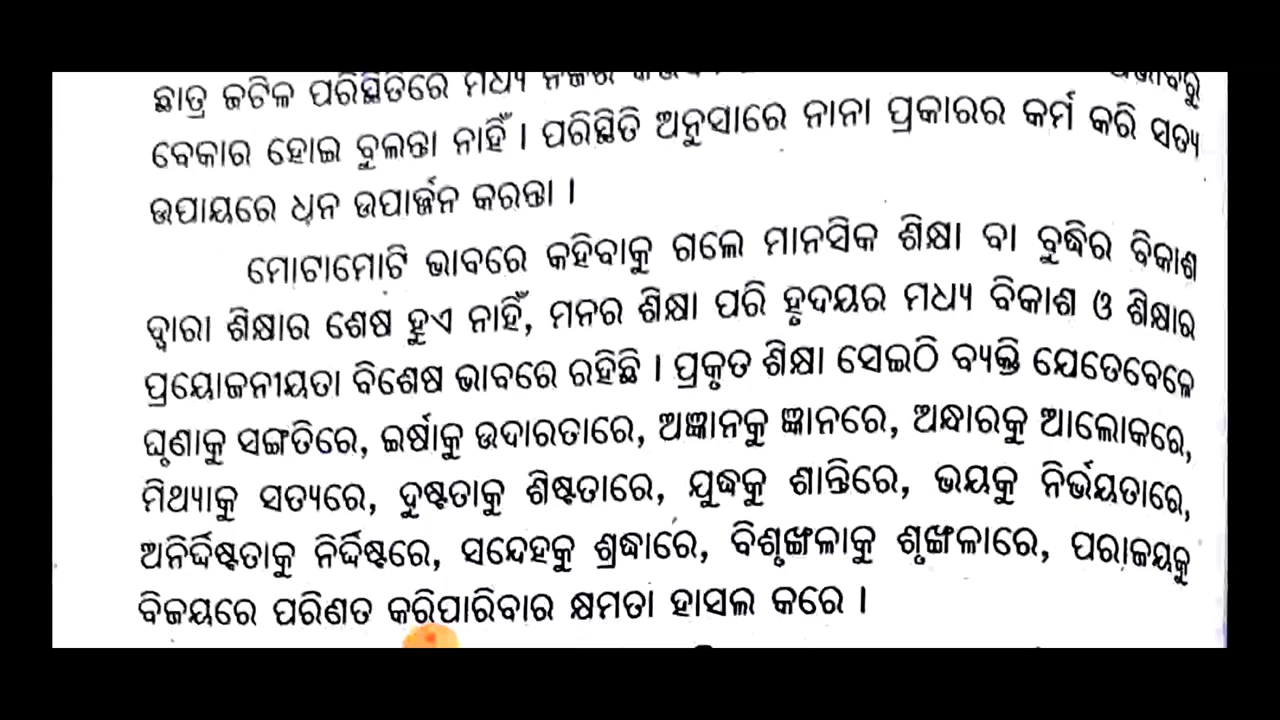 ଛାତ୍ର ଜଟିଳ ପରିସ୍ଥିତିରେ ମଧ୍ୟ
ବେକାର ହୋଇ ବୁଲନ୍ତା ନାହିଁ । ପରିସ୍ଥିତି ଅନୁସାରେ ନାନା ପ୍ରକାରର କର୍ମ କରି ସତ୍ୟ
ଉପାୟରେ ଧନ ଉପାର୍ଜ୍ଜନ କରନ୍ତା ।
ମୋଟାମୋଟି ଭାବରେ କହିବାକୁ ଗଲେ ମାନସିକ ଶିକ୍ଷା ବା ବୁଦ୍ଧିର ବିକାଶ
ଦ୍ୱାରା ଶିକ୍ଷାର ଶେଷ ହୁଏ ନାହିଁ, ମନର ଶିକ୍ଷା ପରି ହୃଦୟର ମଧ୍ୟ ବିକାଶ ଓ ଶିକ୍ଷାର
ପ୍ରୟୋଜନୀୟତା ବିଶେଷ ଭାବରେ ରହିଛି । ପ୍ରକୃତ ଶିକ୍ଷା ସେଇଠି ବ୍ୟକ୍ତି ଯେତେବେଳେ
ଘୃଣାକୁ ସଙ୍ଗତିରେ, ଇର୍ଷାକୁ ଉଦାରତାରେ, ଅଜ୍ଞାନକୁ ଜ୍ଞାନରେ, ଅନ୍ଧାରକୁ ଆଲୋକରେ,
ମିଥ୍ୟାକୁ ସତ୍ୟରେ, ଦୁଷ୍ଟତାକୁ ଶିଷ୍ଟତାରେ, ଯୁଦ୍ଧକୁ ଶାନ୍ତିରେ, ଭୟକୁ ନିର୍ଭୟତାରେ,
ଅନିର୍ଦ୍ଦିଷ୍ଟତାକୁ ନିର୍ଦ୍ଦିଷ୍ଟରେ, ସନ୍ଦେହକୁ ଶ୍ରଦ୍ଧାରେ, ବିଶୃଙ୍ଖଳାକୁ ଶୃଙ୍ଖଳାରେ, ପରାଜୟକୁ
ବିଜୟରେ ପରିଣତ କରିପାରିବାର କ୍ଷମତା ହାସଲ କରେ ।